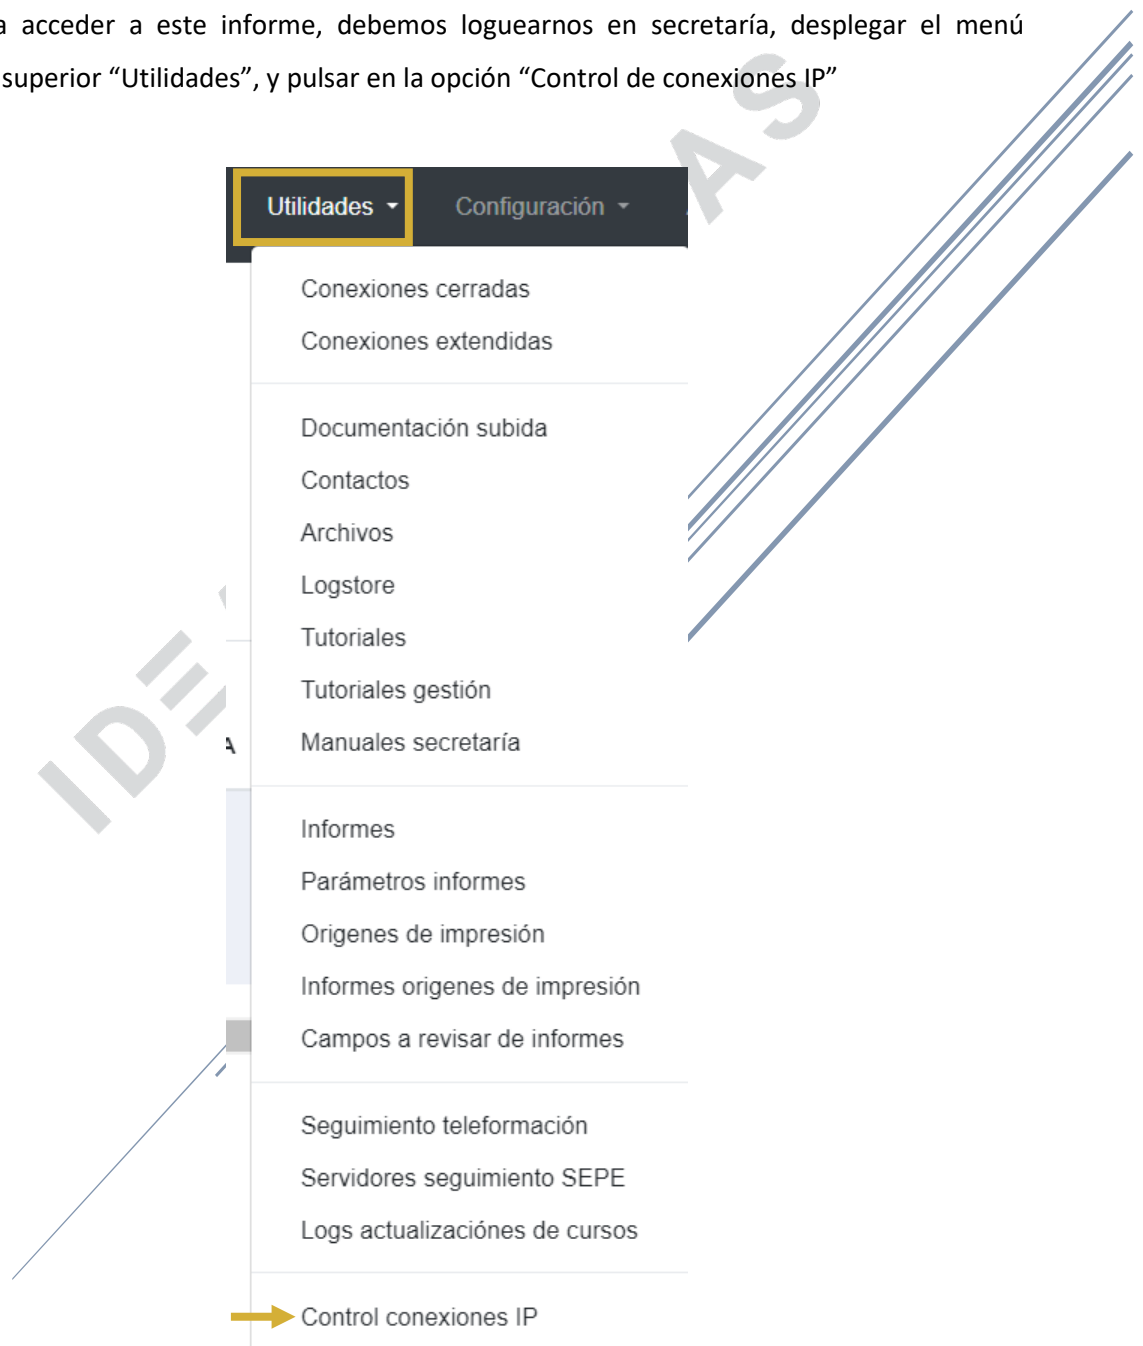 a acceder a este informe, debemos loguearnos en secretaría, desplegar el menú
superior “Utilidades”, y pulsar en la opción “Control de conexiones IP”
Utilidades
Configuración
Conexiones cerradas
Conexiones extendidas
Documentación subida
Contactos
Archivos
Logstore
Tutoriales
Tutoriales gestión
Manuales secretaría
A
Informes
Parámetros informes
Origenes de impresión
Informes origenes de impresión
Campos a revisar de informes
Seguimiento teleformación
Servidores seguimiento SEPE
Logs actualizaciónes de cursos
Control conexiones IP